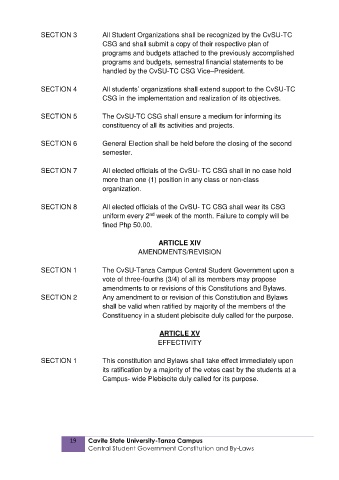 SECTION 3 All Student Organizations shall be recognized by the CvSU-TC
CSG and shall submit a copy of their respective plan of
programs and budgets attached to the previously accomplished
programs and budgets, semestral financial statements to be
handled by the CvSU-TC CSG Vice–President.
SECTION 4 All students' organizations shall extend support to the CvSU-TC
CSG in the implementation and realization of its objectives.
SECTION 5 The CvSU-TC CSG shall ensure a medium for informing its
constituency of all its activities and projects.
SECTION 6 General Election shall be held before the closing of the second
semester.
SECTION 7 All elected officials of the CvSU- TC CSG shall in no case hold
more than one (1) position in any class or non-class
organization.
SECTION 8 All elected officials of the CvSU- TC CSG shall wear its CSG
uniform every 2nd week of the month. Failure to comply will be
fined Php 50.00.
ARTICLE XIV
AMENDMENTS/REVISION
SECTION 1 The CvSU-Tanza Campus Central Student Government upon a
vote of three-fourths (3/4) of all its members may propose
amendments to or revisions of this Constitutions and Bylaws.
SECTION 2 Any amendment to or revision of this Constitution and Bylaws
shall be valid when ratified by majority of the members of the
Constituency in a student plebiscite duly called for the purpose.
ARTICLE XV
EFFECTIVITY
SECTION 1 This constitution and Bylaws shall take effect immediately upon
its ratification by a majority of the votes cast by the students at a
Campus- wide Plebiscite duly called for its purpose.
19 Cavite State University-Tanza Campus
Central Student Government Constitution and By-Laws